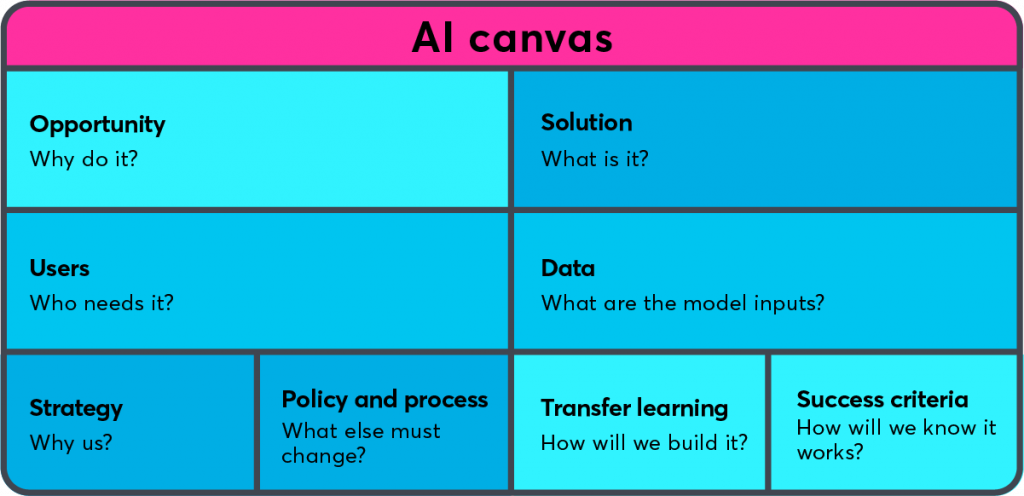 AI canvas
Opportunity
Why do it?
Solution
What is it?
Users
Who needs it?
Data
What are the model inputs?
Strategy
Why us?
Policy and process
What else must
change?
Transfer learning
How will we build it?
Success criteria
How will we know it
works?